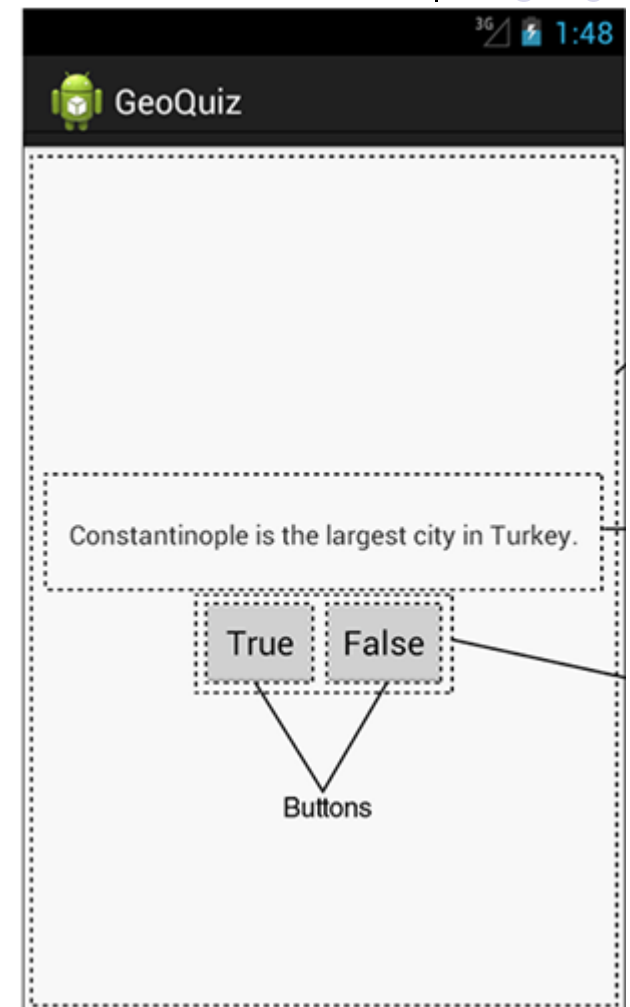 3G 1:48
GeoQuiz
Constantinople is the largest city in Turkey.
True False
Buttons